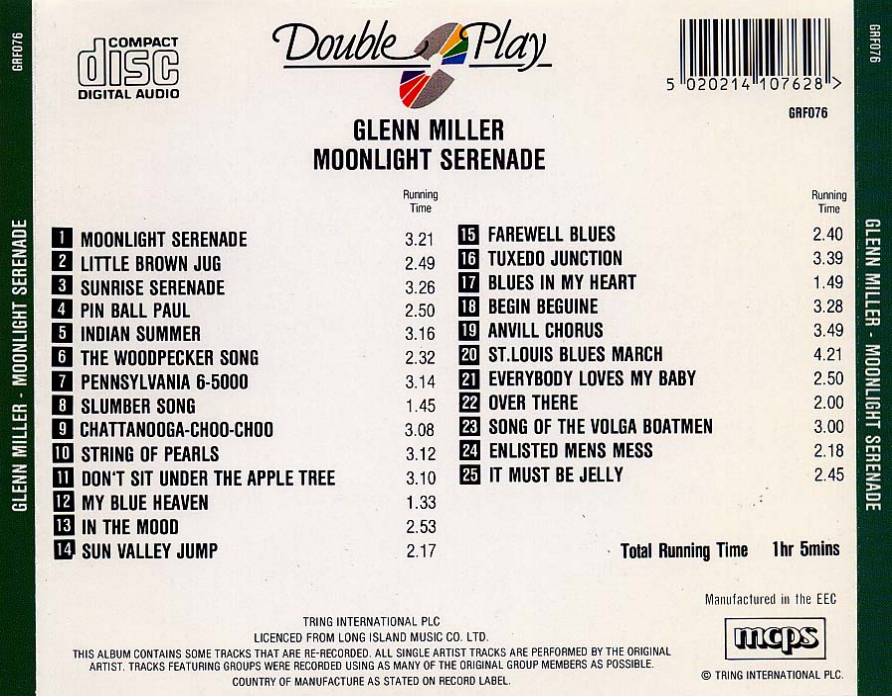 GRF076
GLENN MILLER - MOONLIGHT SERENADE
COMPACT
disc
DIGITAL AUDIO
Double Play
5 020214 107628 >
GRF076
GLENN MILLER
MOONLIGHT SERENADE
Running
Time
1 MOONLIGHT SERENADE 3.21
2 LITTLE BROWN JUG 2.49
3 SUNRISE SERENADE 3.26
4 PIN BALL PAUL 2.50
5 INDIAN SUMMER 3.16
6 THE WOODPECKER SONG 2.32
7 PENNSYLVANIA 6-5000 3.14
8 SLUMBER SONG 1.45
9 CHATTANOOGA-CHOO-CHOO 3.08
10 STRING OF PEARLS 3.12
11 DON'T SIT UNDER THE APPLE TREE 3.10
12 MY BLUE HEAVEN 1.33
13 IN THE MOOD 2.53
14 SUN VALLEY JUMP 2.17
Running
Time
15 FAREWELL BLUES 2.40
16 TUXEDO JUNCTION 3.39
17 BLUES IN MY HEART 1.49
18 BEGIN BEGUINE 3.28
19 ANVILL CHORUS 3.49
20 ST.LOUIS BLUES MARCH 4.21
21 EVERYBODY LOVES MY BABY 2.50
22 OVER THERE 2.00
23 SONG OF THE VOLGA BOATMEN 3.00
24 ENLISTED MENS MESS 2.18
25 IT MUST BE JELLY 2.45
Total Running Time 1hr 5mins
Manufactured in the EEC
mcps
© TRING INTERNATIONAL PLC.
TRING INTERNATIONAL PLC
LICENCED FROM LONG ISLAND MUSIC CO. LTD.
THIS ALBUM CONTAINS SOME TRACKS THAT ARE RE-RECORDED. ALL SINGLE ARTIST TRACKS ARE PERFORMED BY THE ORIGINAL
ARTIST. TRACKS FEATURING GROUPS WERE RECORDED USING AS MANY OF THE ORIGINAL GROUP MEMBERS AS POSSIBLE.
COUNTRY OF MANUFACTURE AS STATED ON RECORD LABEL.
GRF076
GLENN MILLER - MOONLIGHT SERENADE